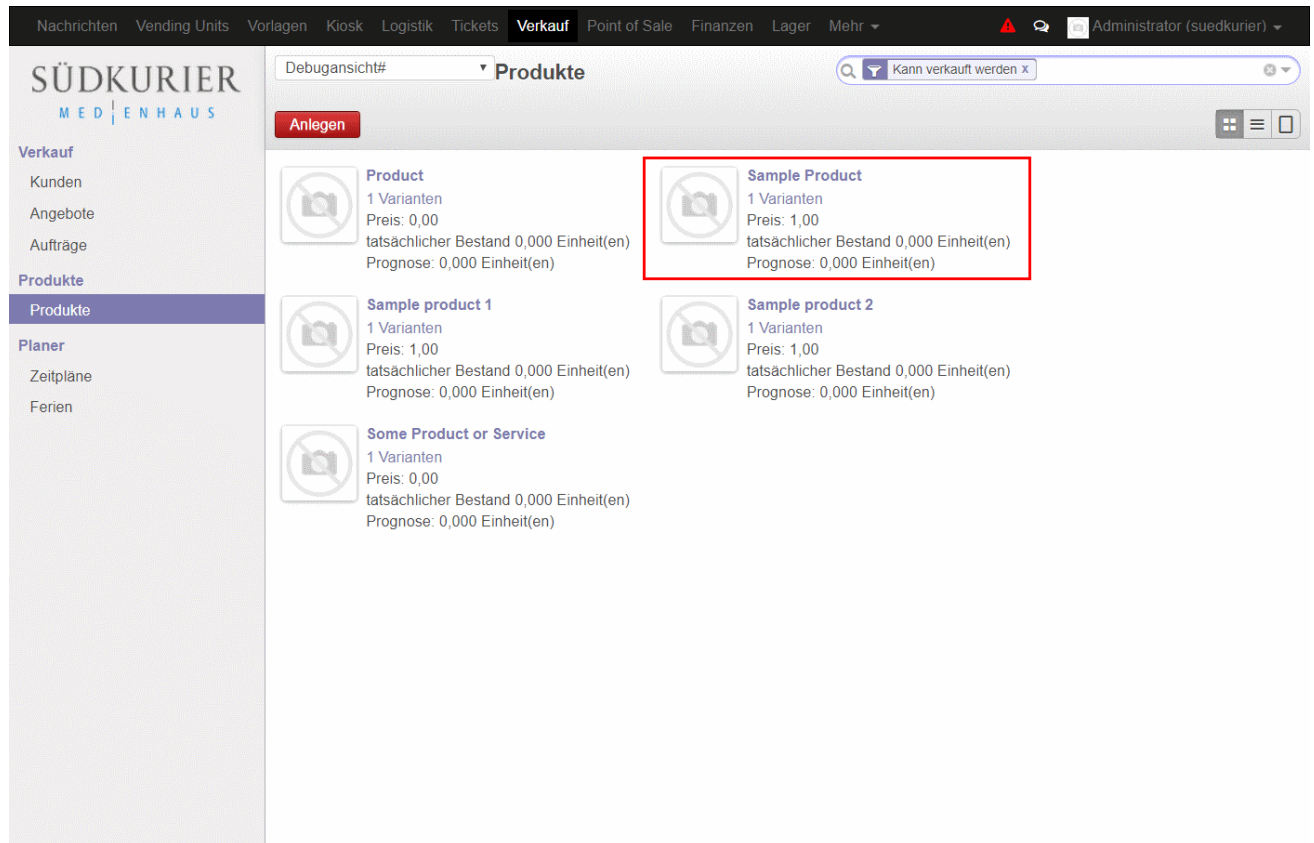 Nachrichten Vending Units Vorlagen Kiosk Logistik Tickets Verkauf Point of Sale Finanzen Lager Mehr Administrator (suedkurier)
SÜDKURIER
MEDIENHAUS
Verkauf
Kunden
Angebote
Aufträge
Produkte
Produkte
Planer
Zeitpläne
Ferien
Debugansicht# Produkte
Kann verkauft werden x
Anlegen
Product
1 Varianten
Preis: 0,00
tatsächlicher Bestand 0,000 Einheit(en)
Prognose: 0,000 Einheit(en)
Sample Product
1 Varianten
Preis: 1,00
tatsächlicher Bestand 0,000 Einheit(en)
Prognose: 0,000 Einheit(en)
Sample product 1
1 Varianten
Preis: 1,00
tatsächlicher Bestand 0,000 Einheit(en)
Prognose: 0,000 Einheit(en)
Sample product 2
1 Varianten
Preis: 1,00
tatsächlicher Bestand 0,000 Einheit(en)
Prognose: 0,000 Einheit(en)
Some Product or Service
1 Varianten
Preis: 0,00
tatsächlicher Bestand 0,000 Einheit(en)
Prognose: 0,000 Einheit(en)